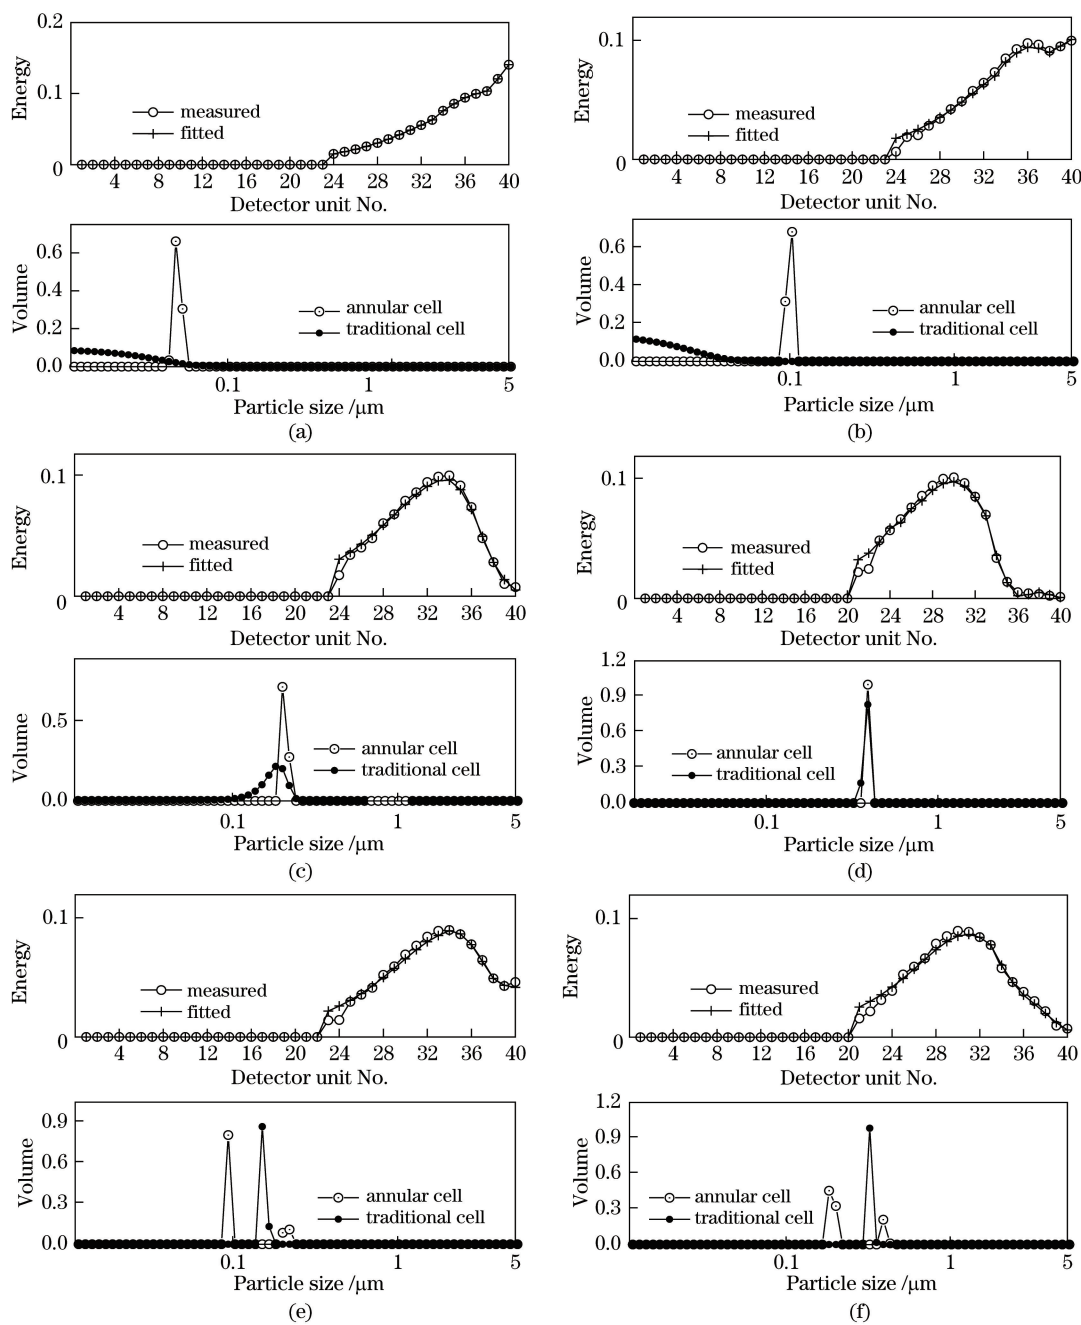 0.2
0.1
0
Energy
measured
fitted
4 8 12 16 20 24 28 32 36 40
Detector unit No.
0.6
0.4
0.2
0.0
Volume
annular cell
traditional cell
0.1 1 5
Particle size /μm
(a)
0.1
0
Energy
measured
fitted
4 8 12 16 20 24 28 32 36 40
Detector unit No.
0.6
0.4
0.2
0.0
Volume
annular cell
traditional cell
0.1 1 5
Particle size /μm
(b)
0.1
0
Energy
measured
fitted
4 8 12 16 20 24 28 32 36 40
Detector unit No.
0.5
0.0
Volume
annular cell
traditional cell
0.1 1 5
Particle size /μm
(c)
0.1
0
Energy
measured
fitted
4 8 12 16 20 24 28 32 36 40
Detector unit No.
1.2
0.9
0.6
0.3
0.0
Volume
annular cell
traditional cell
0.1 1 5
Particle size /μm
(d)
0.1
0
Energy
measured
fitted
4 8 12 16 20 24 28 32 36 40
Detector unit No.
0.9
0.6
0.3
0.0
Volume
annular cell
traditional cell
0.1 1 5
Particle size /μm
(e)
0.1
0
Energy
measured
fitted
4 8 12 16 20 24 28 32 36 40
Detector unit No.
1.2
0.9
0.6
0.3
0.0
Volume
annular cell
traditional cell
0.1 1 5
Particle size /μm
(f)